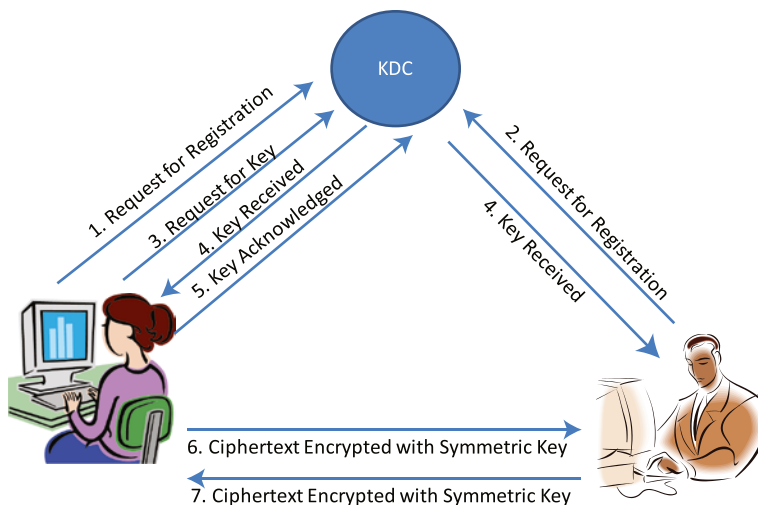 KDC
1. Request for Registration
3. Request for Key
4. Key Received
5. Key Acknowledged
2. Request for Registration
4. Key Received
6. Ciphertext Encrypted with Symmetric Key
7. Ciphertext Encrypted with Symmetric Key